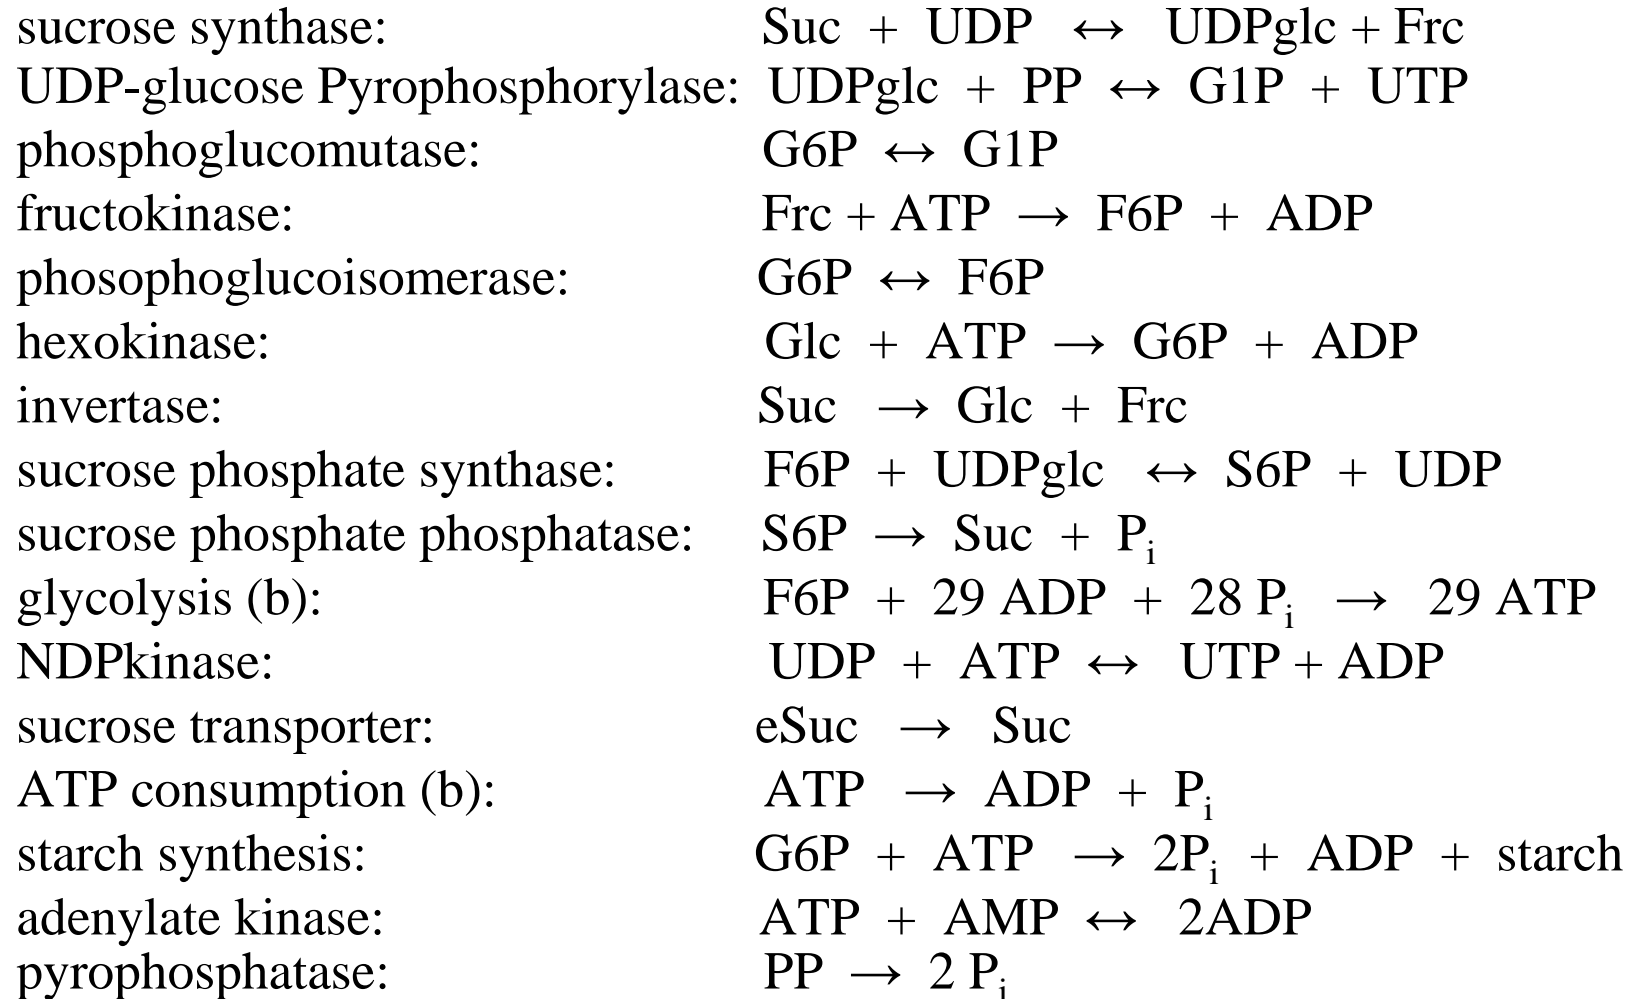 sucrose synthase: Suc + UDP ↔ UDPglc + Frc
UDP-glucose Pyrophosphorylase: UDPglc + PP ↔ G1P + UTP
phosphoglucomutase: G6P ↔ G1P
fructokinase: Frc + ATP → F6P + ADP
phosophoglucoisomerase: G6P ↔ F6P
hexokinase: Glc + ATP → G6P + ADP
invertase: Suc → Glc + Frc
sucrose phosphate synthase: F6P + UDPglc ↔ S6P + UDP
sucrose phosphate phosphatase: S6P → Suc + Pi
glycolysis (b): F6P + 29 ADP + 28 Pi → 29 ATP
NDPkinase: UDP + ATP ↔ UTP + ADP
sucrose transporter: eSuc → Suc
ATP consumption (b): ATP → ADP + Pi
starch synthesis: G6P + ATP → 2Pi + ADP + starch
adenylate kinase: ATP + AMP ↔ 2ADP
pyrophosphatase: PP → 2 Pi